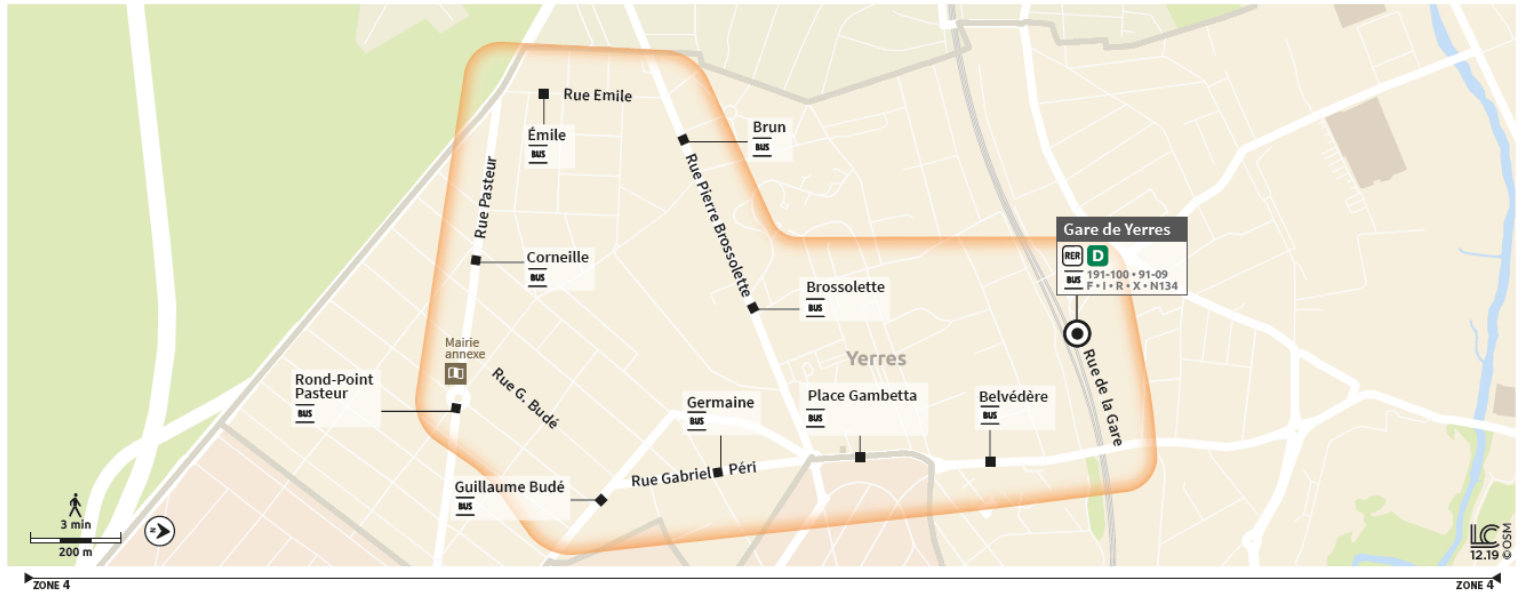 Rue Emile
Émile
BUS
Brun
BUS
Rue Pasteur
Rue Pierre Brossolette
Gare de Yerres
RER D
BUS 191-100 • 91-09
F • I • R • X • N134
Corneille
BUS
Brossolette
BUS
Mairie
annexe
Yerres
Rue de la Gare
Rond-Point
Pasteur
BUS
Rue G. Budé
Germaine
BUS
Place Gambetta
BUS
Belvédère
BUS
Guillaume Budé
BUS
Rue Gabriel Péri
3 min
200 m
N
LC
12.19 © OSM
ZONE 4
ZONE 4